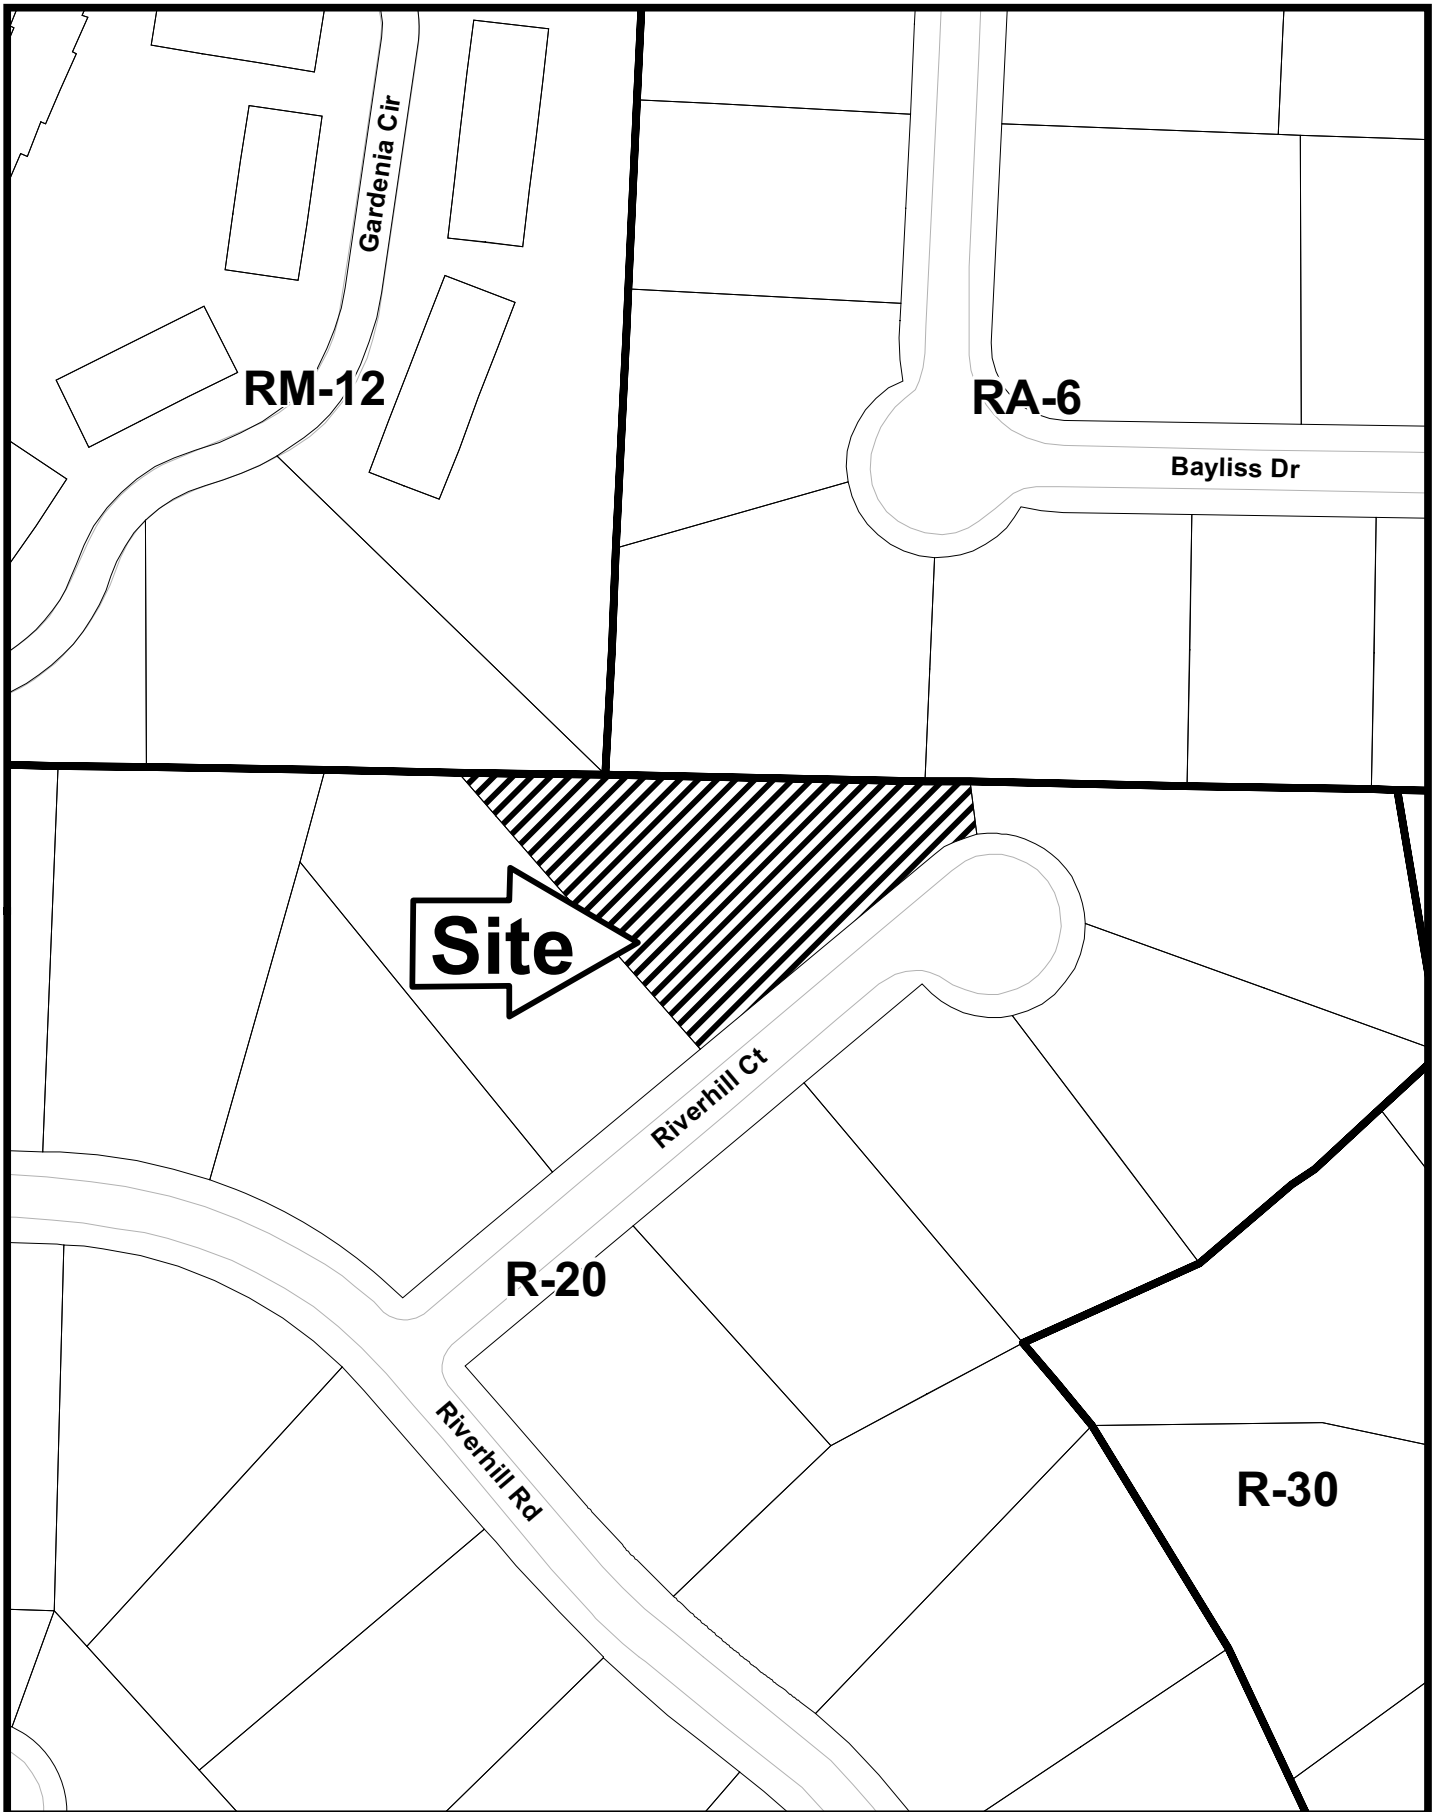 Gardenia Cir
RM-12
RA-6
Bayliss Dr
Site
Riverhill Ct
R-20
Riverhill Rd
R-30